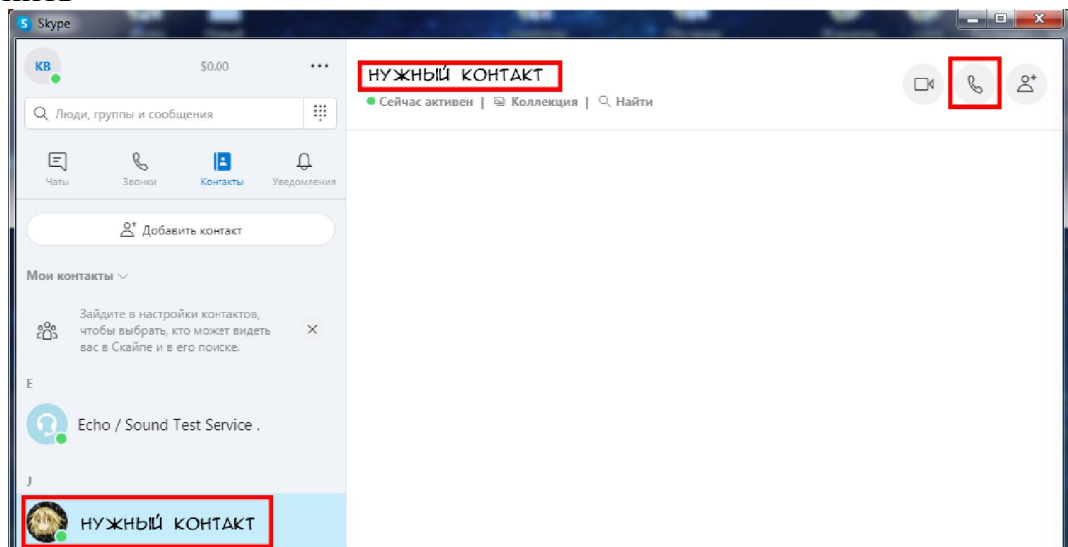 Skype
КВ
$0.00
Люди, группы и сообщения
Чаты Звонки Контакты Уведомления
Добавить контакт
Мои контакты
Зайдите в настройки контактов,
чтобы выбрать, кто может видеть
вас в Скайпе и в его поиске.
E
Echo / Sound Test Service .
J
НУЖНЫЙ КОНТАКТ
НУЖНЫЙ КОНТАКТ
Сейчас активен | Коллекция | Найти